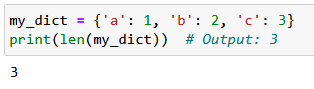 my_dict = {'a': 1, 'b': 2, 'c': 3}
print(len(my_dict))  # Output: 3
3